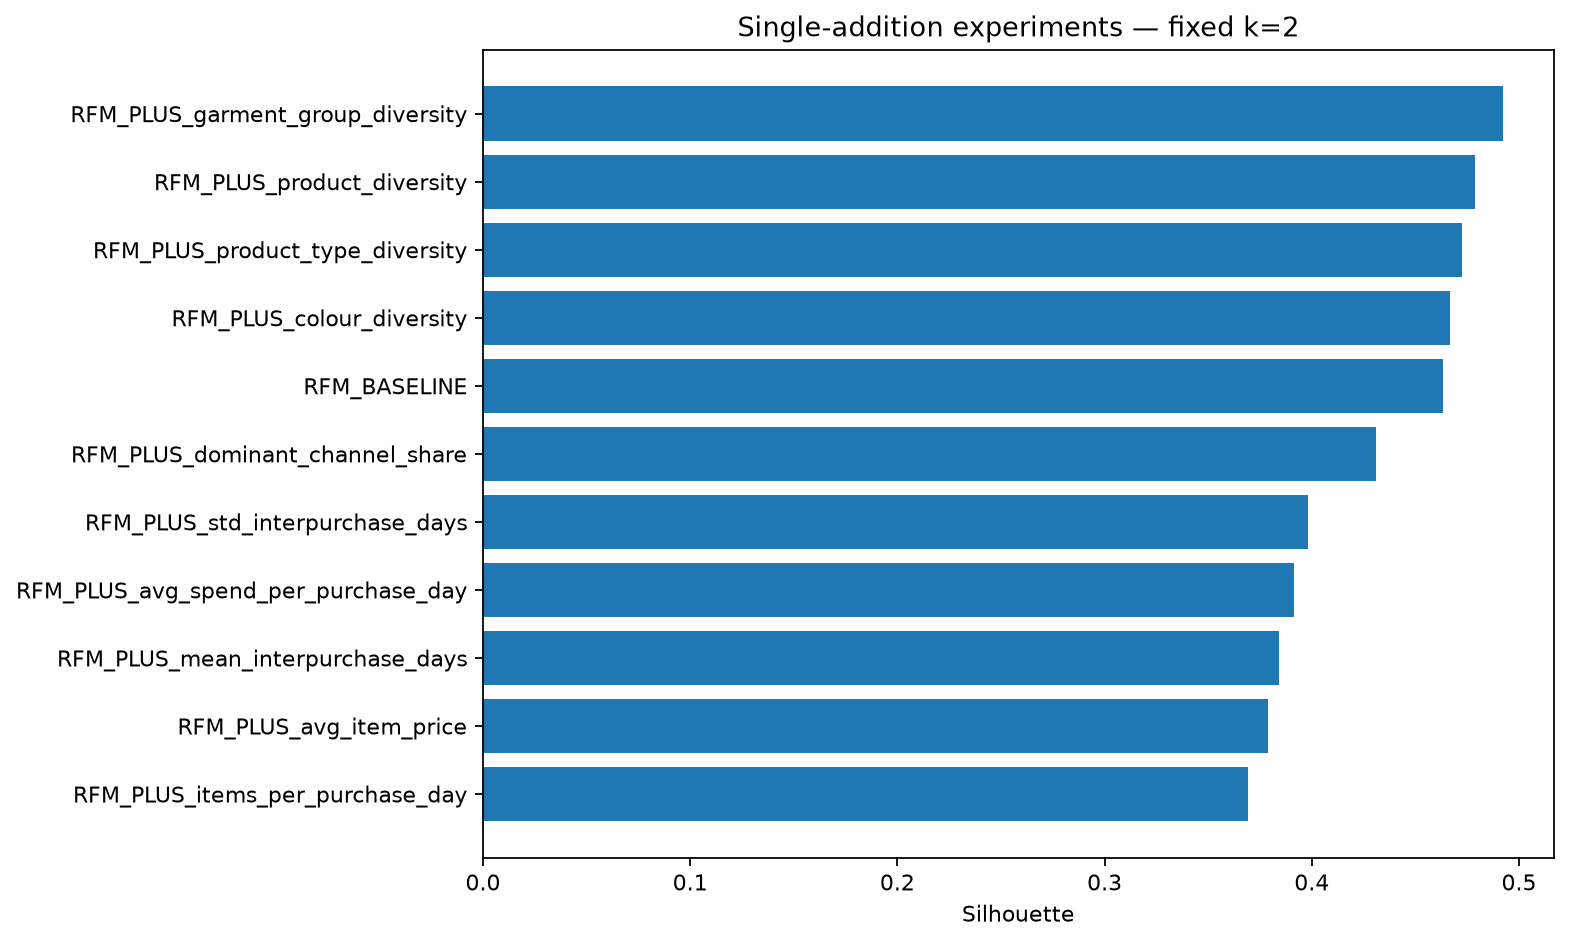 Single-addition experiments — fixed k=2
RFM_PLUS_garment_group_diversity
RFM_PLUS_product_diversity
RFM_PLUS_product_type_diversity
RFM_PLUS_colour_diversity
RFM_BASELINE
RFM_PLUS_dominant_channel_share
RFM_PLUS_std_interpurchase_days
RFM_PLUS_avg_spend_per_purchase_day
RFM_PLUS_mean_interpurchase_days
RFM_PLUS_avg_item_price
RFM_PLUS_items_per_purchase_day
0.0 0.1 0.2 0.3 0.4 0.5
Silhouette